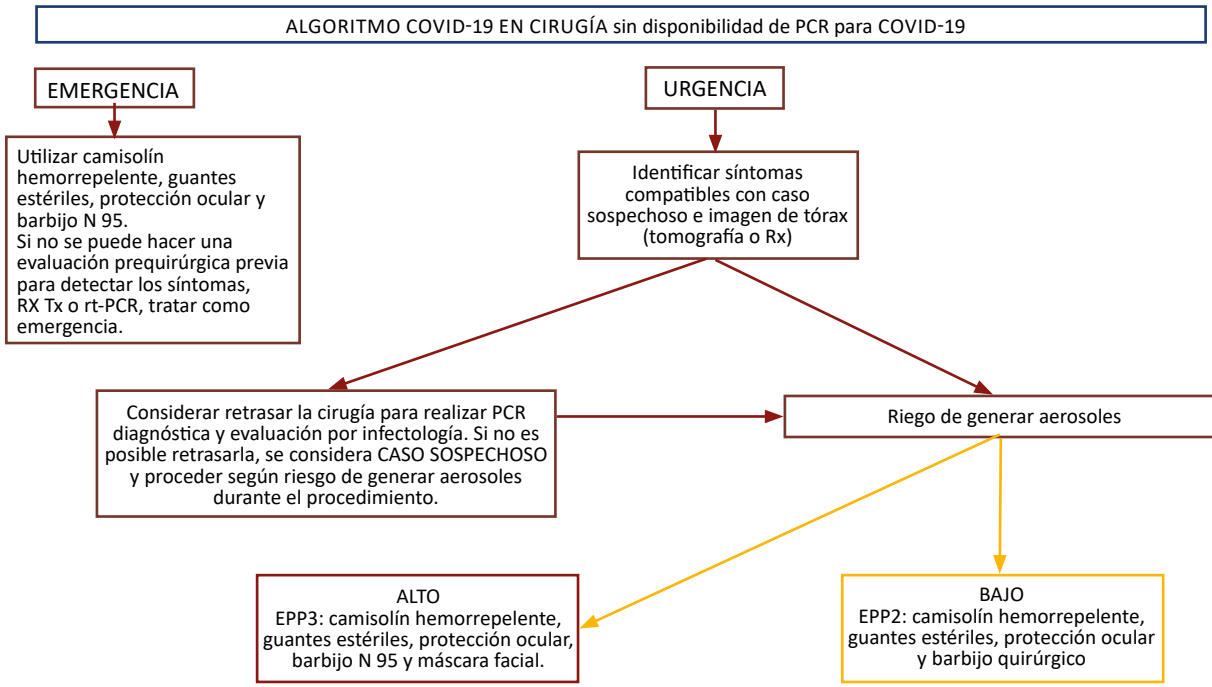 ALGORITMO COVID-19 EN CIRUGÍA sin disponibilidad de PCR para COVID-19
EMERGENCIA
Utilizar camisolín
hemorrepelente, guantes
estériles, protección ocular y
barbijo N 95.
Si no se puede hacer una
evaluación prequirúrgica previa
para detectar los síntomas,
RX Tx o rt-PCR, tratar como
emergencia.
URGENCIA
Identificar síntomas
compatibles con caso
sospechoso e imagen de tórax
(tomografía o Rx)
Considerar retrasar la cirugía para realizar PCR
diagnóstica y evaluación por infectología. Si no es
posible retrasarla, se considera CASO SOSPECHOSO
y proceder según riesgo de generar aerosoles
durante el procedimiento.
Riego de generar aerosoles
ALTO
EPP3: camisolín hemorrepelente,
guantes estériles, protección ocular,
barbijo N 95 y máscara facial.
BAJO
EPP2: camisolín hemorrepelente,
guantes estériles, protección ocular
y barbijo quirúrgico